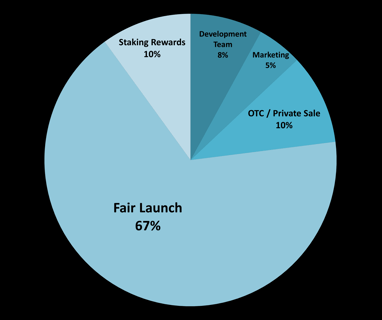 Staking Rewards
10%
Development
Team
8%
Marketing
5%
OTC / Private Sale
10%
Fair Launch
67%